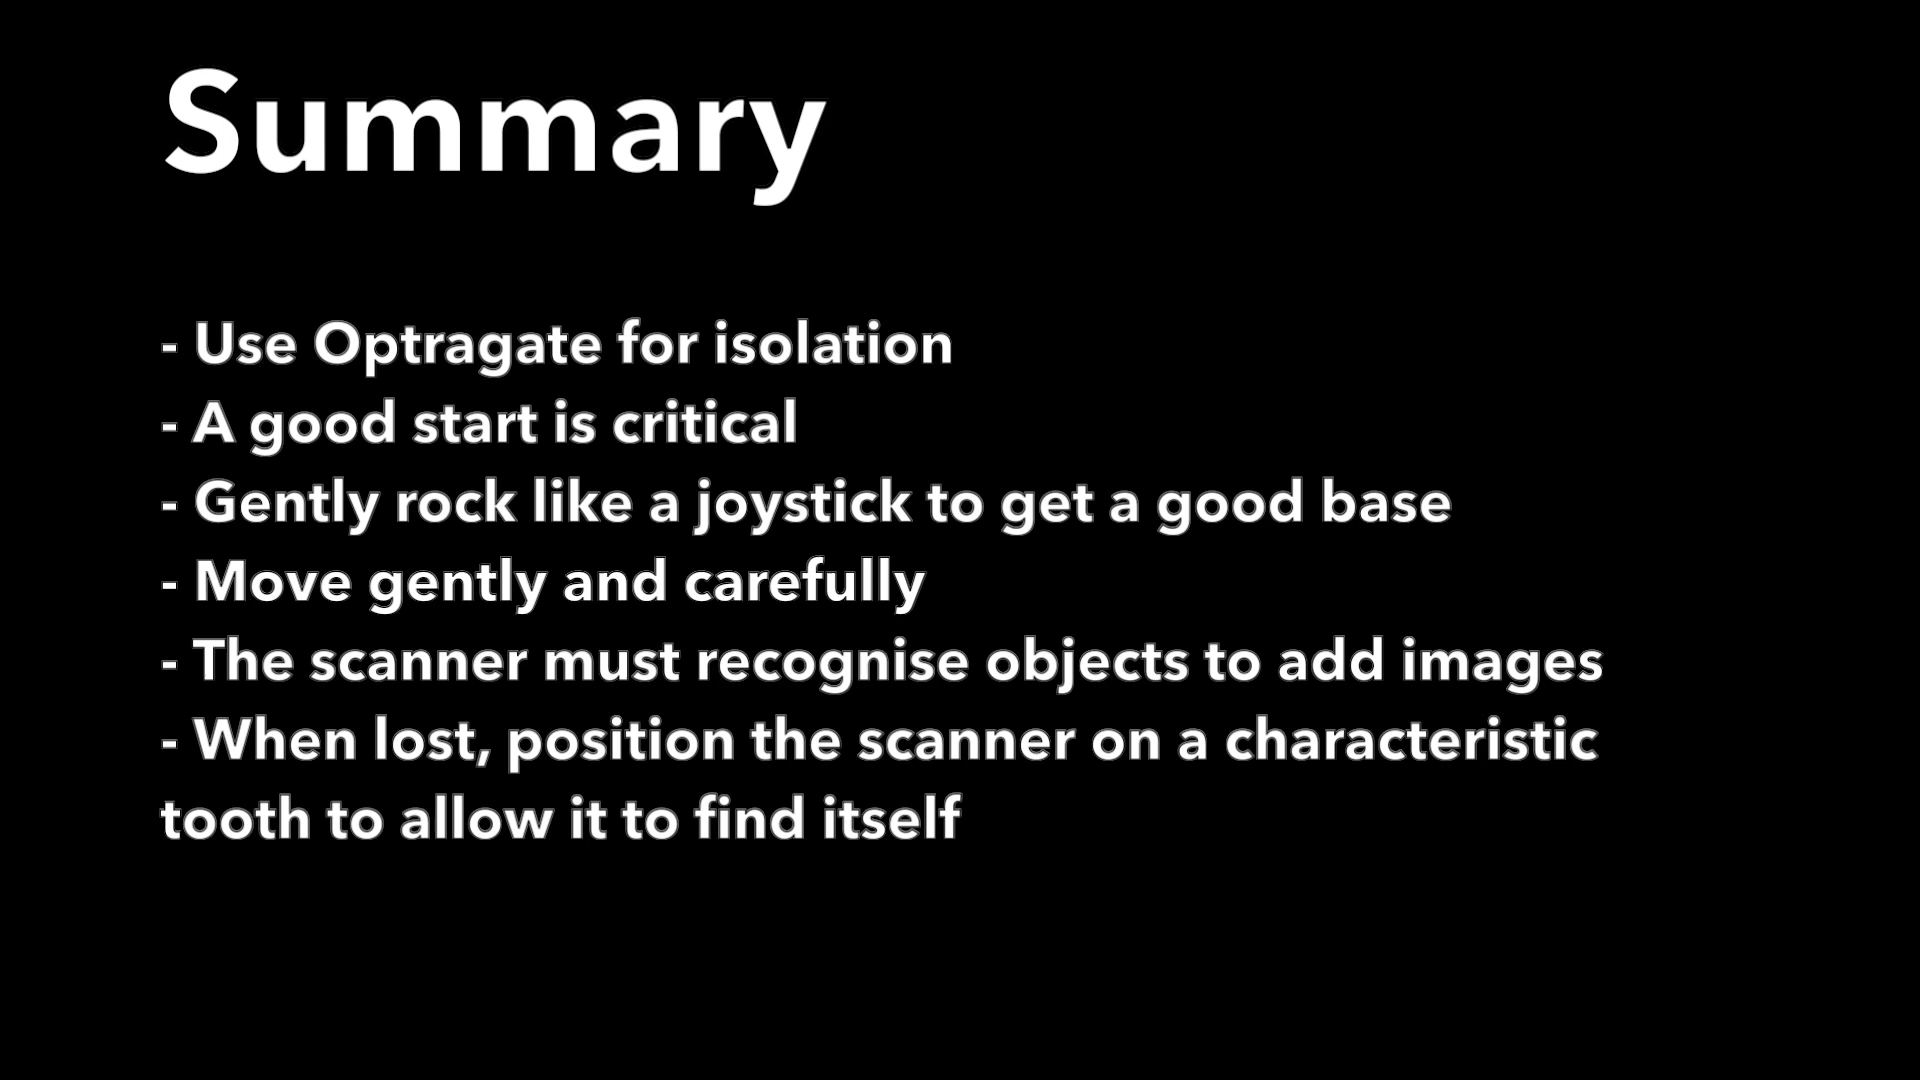 Summary
- Use Optragate for isolation
- A good start is critical
- Gently rock like a joystick to get a good base
- Move gently and carefully
- The scanner must recognise objects to add images
- When lost, position the scanner on a characteristic
tooth to allow it to find itself